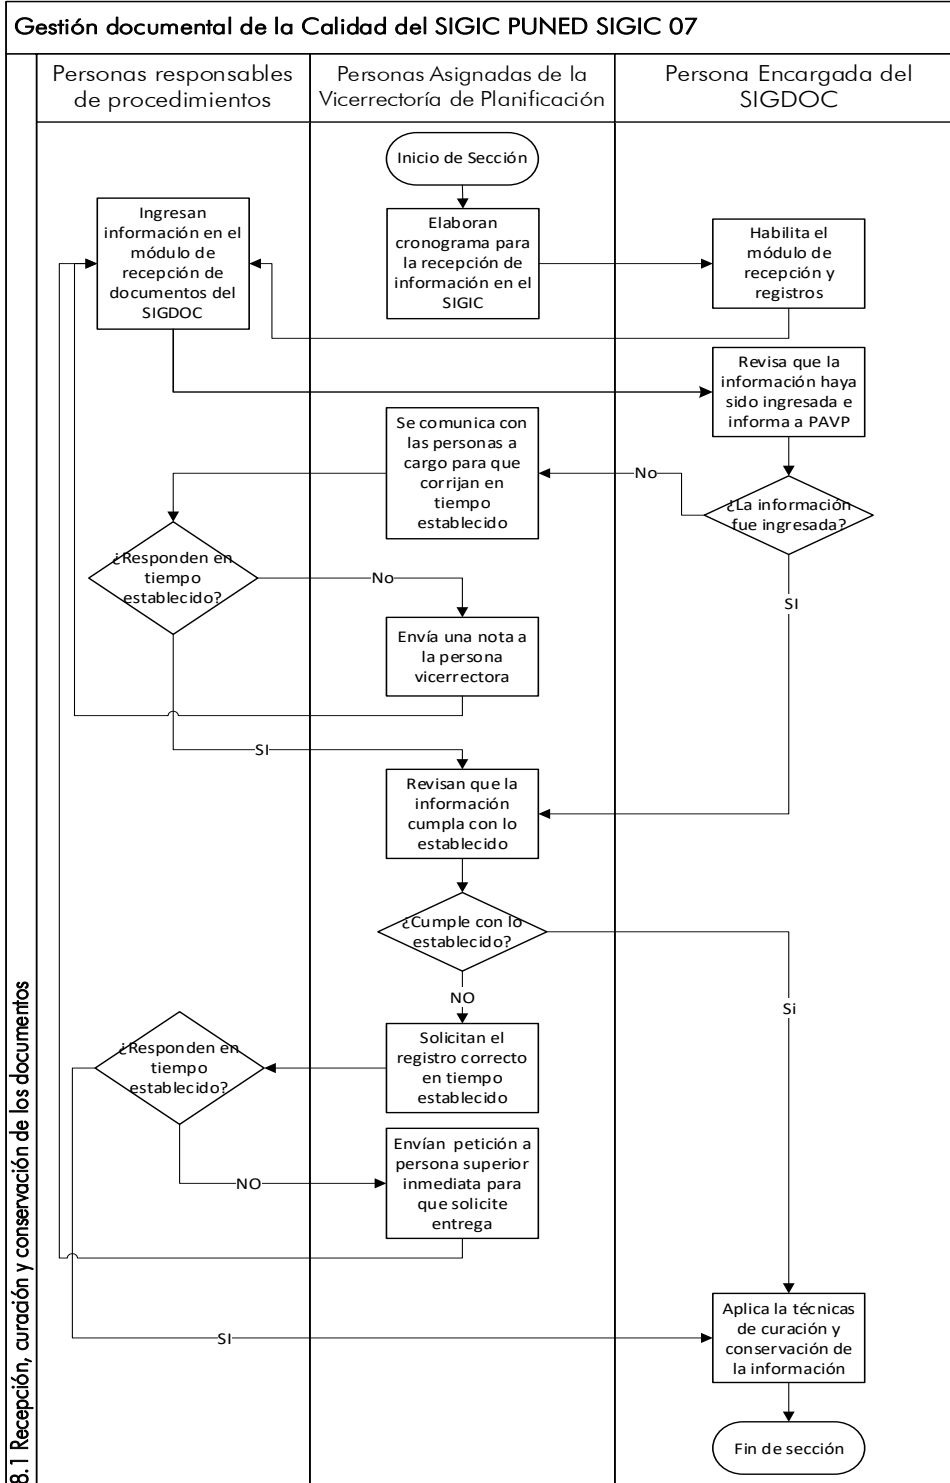 Gestión documental de la Calidad del SIGIC PUNED SIGIC 07
Personas responsables
de procedimientos
Personas Asignadas de la
Vicerrectoría de Planificación
Persona Encargada del
SIGDOC
8.1 Recepción, curación y conservación de los documentos
Inicio de Sección
Elaboran
cronograma para
la recepción de
información en el
SIGIC
Habilita el
módulo de
recepción y
registros
Ingresan
información en el
módulo de
recepción de
documentos del
SIGDOC
Revisa que la
información haya
sido ingresada e
informa a PAVP
¿La información
fue ingresada?
No
SI
Se comunica con
las personas a
cargo para que
corrijan en
tiempo
establecido
¿Responden en
tiempo
establecido?
No
Envía una nota a
la persona
vicerrectora
SI
Revisan que la
información
cumpla con lo
establecido
¿Cumple con lo
establecido?
NO
Si
Solicitan el
registro correcto
en tiempo
establecido
¿Responden en
tiempo
establecido?
NO
Envían petición a
persona superior
inmediata para
que solicite
entrega
SI
Aplica la técnicas
de curación y
conservación de
la información
Fin de sección